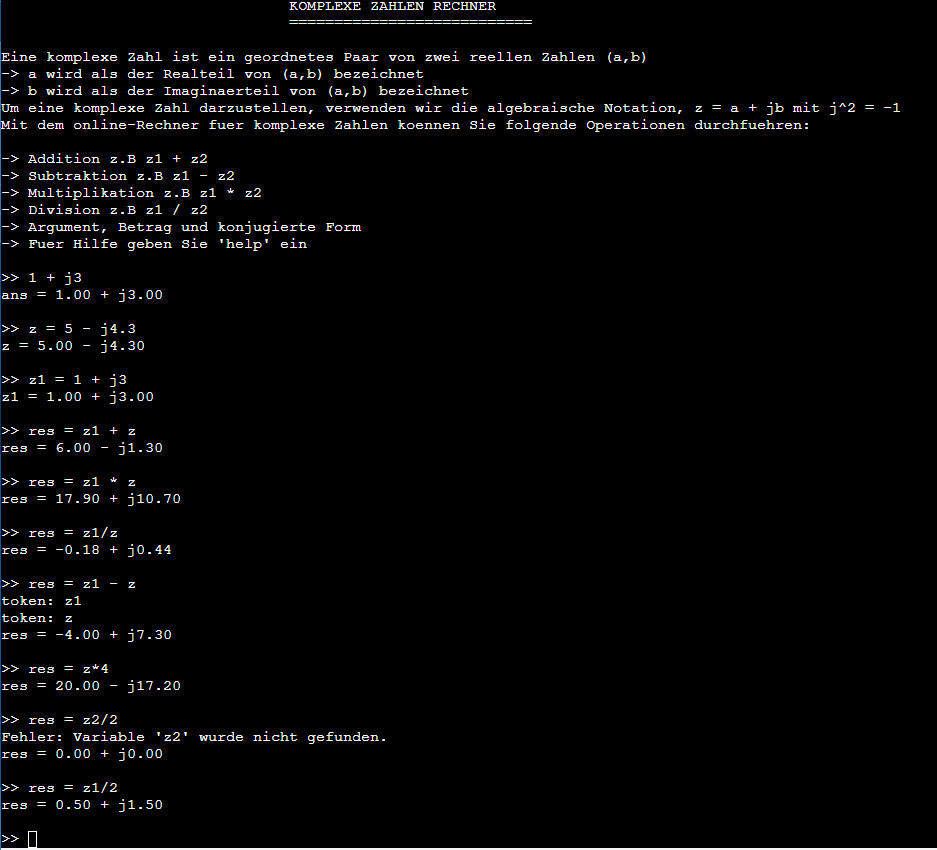 KOMPLEXE ZAHLEN RECHNER
===========================
Eine komplexe Zahl ist ein geordnetes Paar von zwei reellen Zahlen (a,b)
-> a wird als der Realteil von (a,b) bezeichnet
-> b wird als der Imaginaerteil von (a,b) bezeichnet
Um eine komplexe Zahl darzustellen, verwenden wir die algebraische Notation, z = a + jb mit j^2 = -1
Mit dem online-Rechner fuer komplexe Zahlen koennen Sie folgende Operationen durchfuehren:
-> Addition z.B z1 + z2
-> Subtraktion z.B z1 - z2
-> Multiplikation z.B z1 * z2
-> Division z.B z1 / z2
-> Argument, Betrag und konjugierte Form
-> Fuer Hilfe geben Sie 'help' ein
>> 1 + j3
ans = 1.00 + j3.00
>> z = 5 - j4.3
z = 5.00 - j4.30
>> z1 = 1 + j3
z1 = 1.00 + j3.00
>> res = z1 + z
res = 6.00 - j1.30
>> res = z1 * z
res = 17.90 + j10.70
>> res = z1/z
res = -0.18 + j0.44
>> res = z1 - z
token: z1
token: z
res = -4.00 + j7.30
>> res = z*4
res = 20.00 - j17.20
>> res = z2/2
Fehler: Variable 'z2' wurde nicht gefunden.
res = 0.00 + j0.00
>> res = z1/2
res = 0.50 + j1.50
>>